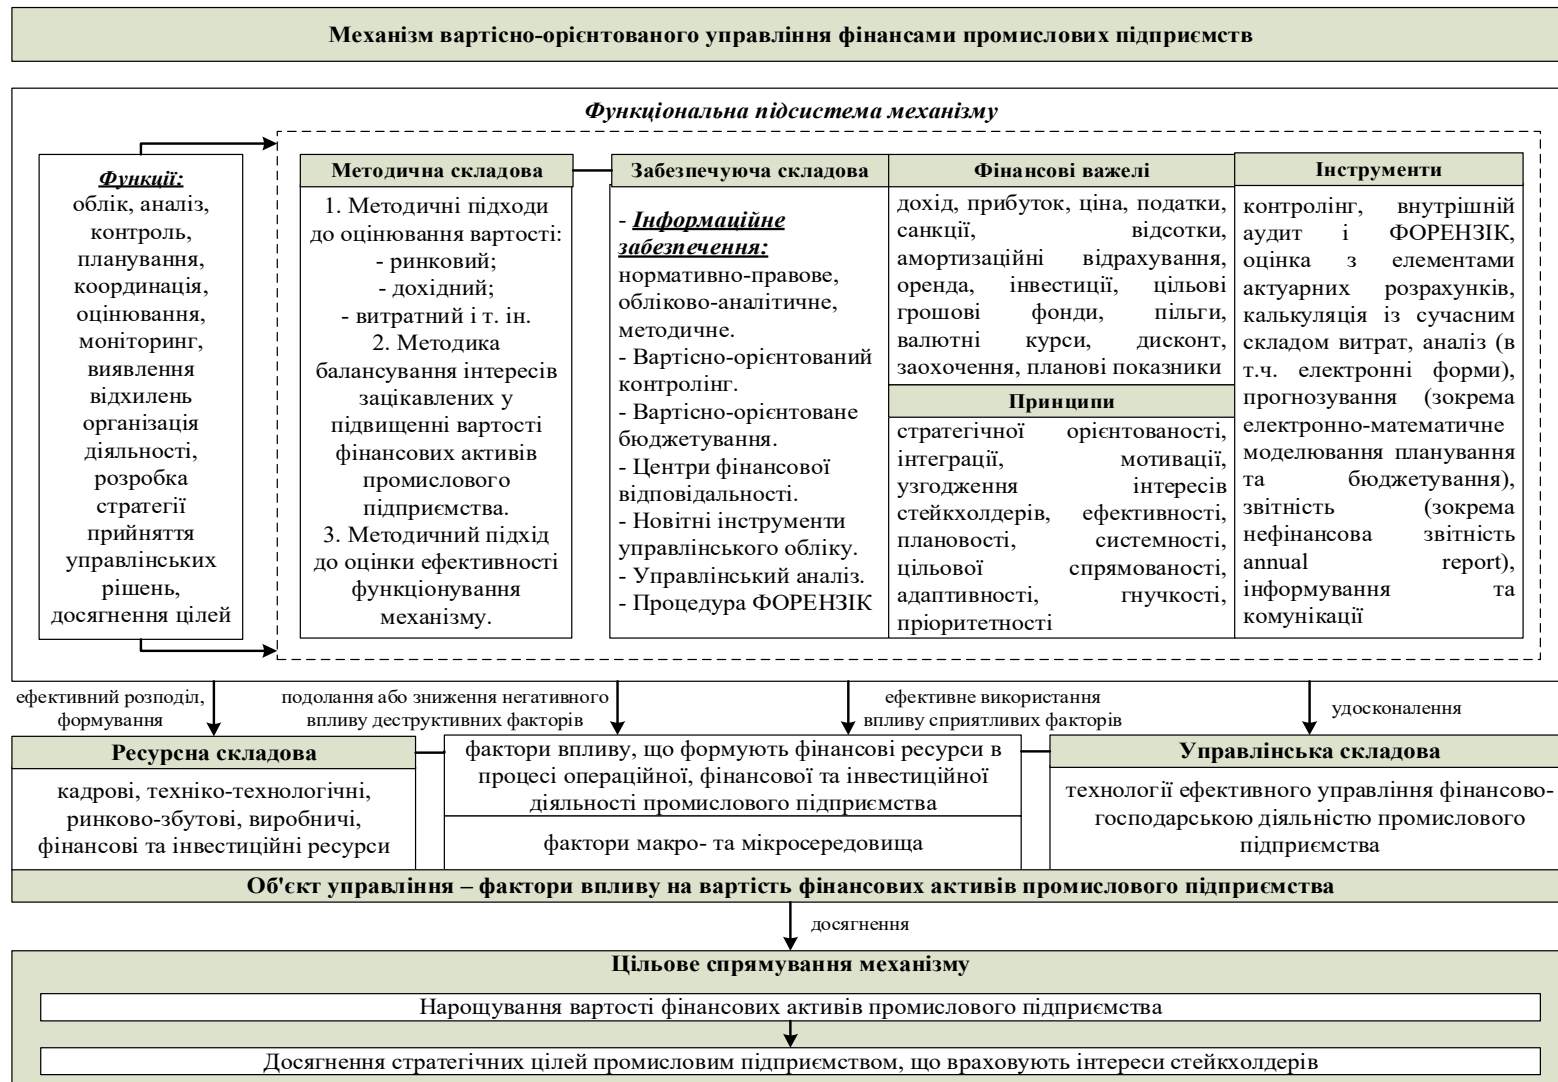 Механізм вартісно-орієнтованого управління фінансами промислових підприємств
Функціональна підсистема механізму
Функції:
облік, аналіз,
контроль,
планування,
координація,
оцінювання,
моніторинг,
виявлення
відхилень
організація
діяльності,
розробка
стратегії
прийняття
управлінських
рішень,
досягнення цілей
Методична складова
1. Методичні підходи
до оцінювання вартості:
- ринковий;
- дохідний;
- витратний і т. ін.
2. Методика
балансування інтересів
зацікавлених у
підвищенні вартості
фінансових активів
промислового
підприємства.
3. Методичний підхід
до оцінки ефективності
функціонування
механізму.
Забезпечуюча складова
- Інформаційне
забезпечення:
нормативно-правове,
обліково-аналітичне,
методичне.
- Вартісно-орієнтований
контролінг.
- Вартісно-орієнтоване
бюджетування.
- Центри фінансової
відповідальності.
- Новітні інструменти
управлінського обліку.
- Управлінський аналіз.
- Процедура ФОРЕНЗІК
Фінансові важелі
дохід, прибуток, ціна, податки,
санкції, відсотки,
амортизаційні відрахування,
оренда, інвестиції, цільові
грошові фонди, пільги,
валютні курси, дисконт,
заохочення, планові показники
Принципи
стратегічної орієнтованості,
інтеграції, мотивації,
узгодження інтересів
стейкхолдерів, ефективності,
плановості, системності,
цільової спрямованості,
адаптивності, гнучкості,
пріоритетності
Інструменти
контролінг, внутрішній
аудит і ФОРЕНЗІК,
оцінка з елементами
актуарних розрахунків,
калькуляція із сучасним
складом витрат, аналіз (в
т.ч. електронні форми),
прогнозування (зокрема
електронно-математичне
моделювання планування
та бюджетування),
звітність (зокрема
нефінансова звітність
annual report),
інформування та
комунікації
ефективний розподіл,
формування
подолання або зниження негативного
впливу деструктивних факторів
ефективне використання
впливу сприятливих факторів
удосконалення
Ресурсна складова
кадрові, техніко-технологічні,
ринково-збутові, виробничі,
фінансові та інвестиційні ресурси
фактори впливу, що формують фінансові ресурси в
процесі операційної, фінансової та інвестиційної
діяльності промислового підприємства
фактори макро- та мікросередовища
Управлінська складова
технології ефективного управління фінансово-
господарською діяльністю промислового
підприємства
Об'єкт управління – фактори впливу на вартість фінансових активів промислового підприємства
досягнення
Цільове спрямування механізму
Нарощування вартості фінансових активів промислового підприємства
Досягнення стратегічних цілей промисловим підприємством, що враховують інтереси стейкхолдерів